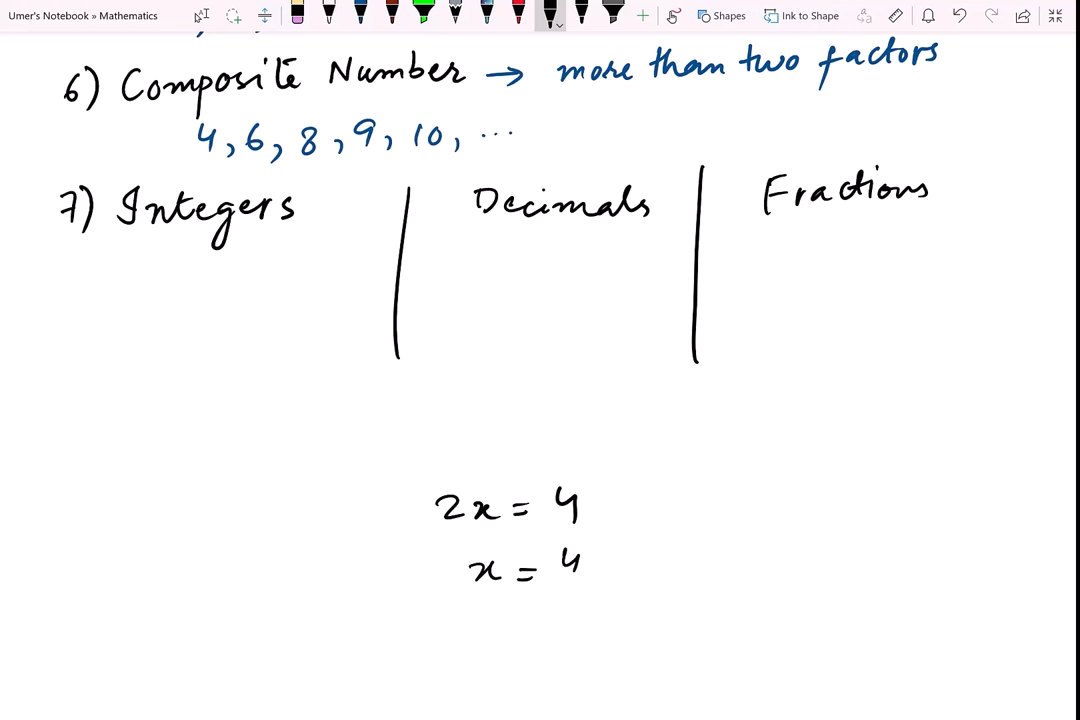 Umer's Notebook » Mathematics
Shapes
Ink to Shape
6) Composite Number → more than two factors
4, 6, 8, 9, 10, ...
7) Integers
Decimals
Fractions
2x = 4
x = 4